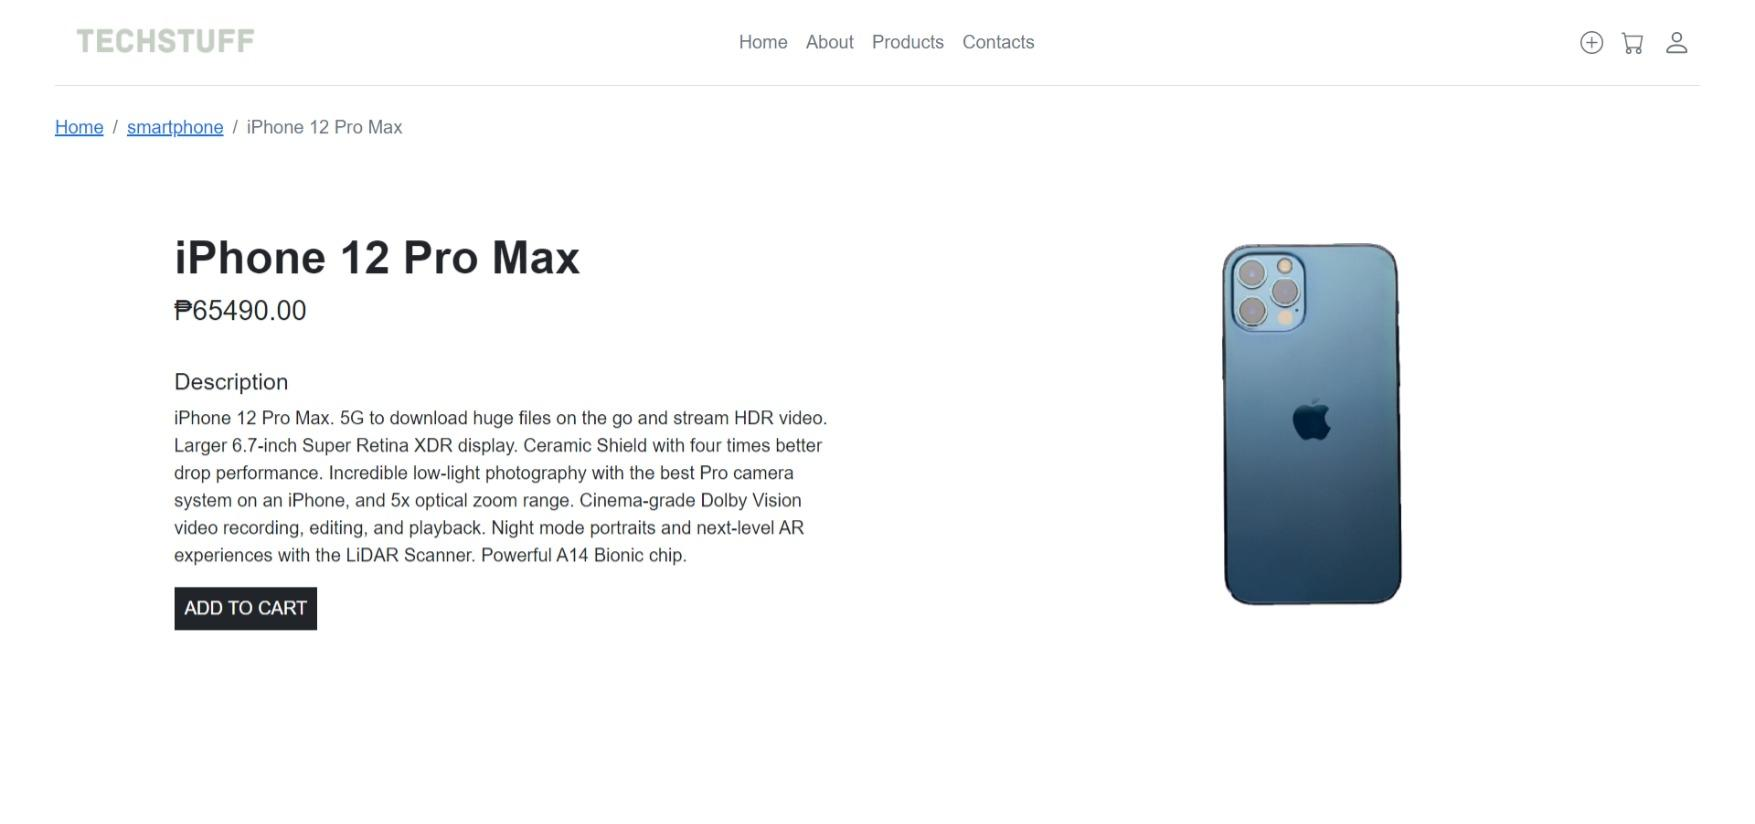 TECHSTUFF
Home About Products Contacts
Home / smartphone / iPhone 12 Pro Max
iPhone 12 Pro Max
₱65490.00
Description
iPhone 12 Pro Max. 5G to download huge files on the go and stream HDR video.
Larger 6.7-inch Super Retina XDR display. Ceramic Shield with four times better
drop performance. Incredible low-light photography with the best Pro camera
system on an iPhone, and 5x optical zoom range. Cinema-grade Dolby Vision
video recording, editing, and playback. Night mode portraits and next-level AR
experiences with the LiDAR Scanner. Powerful A14 Bionic chip.
ADD TO CART